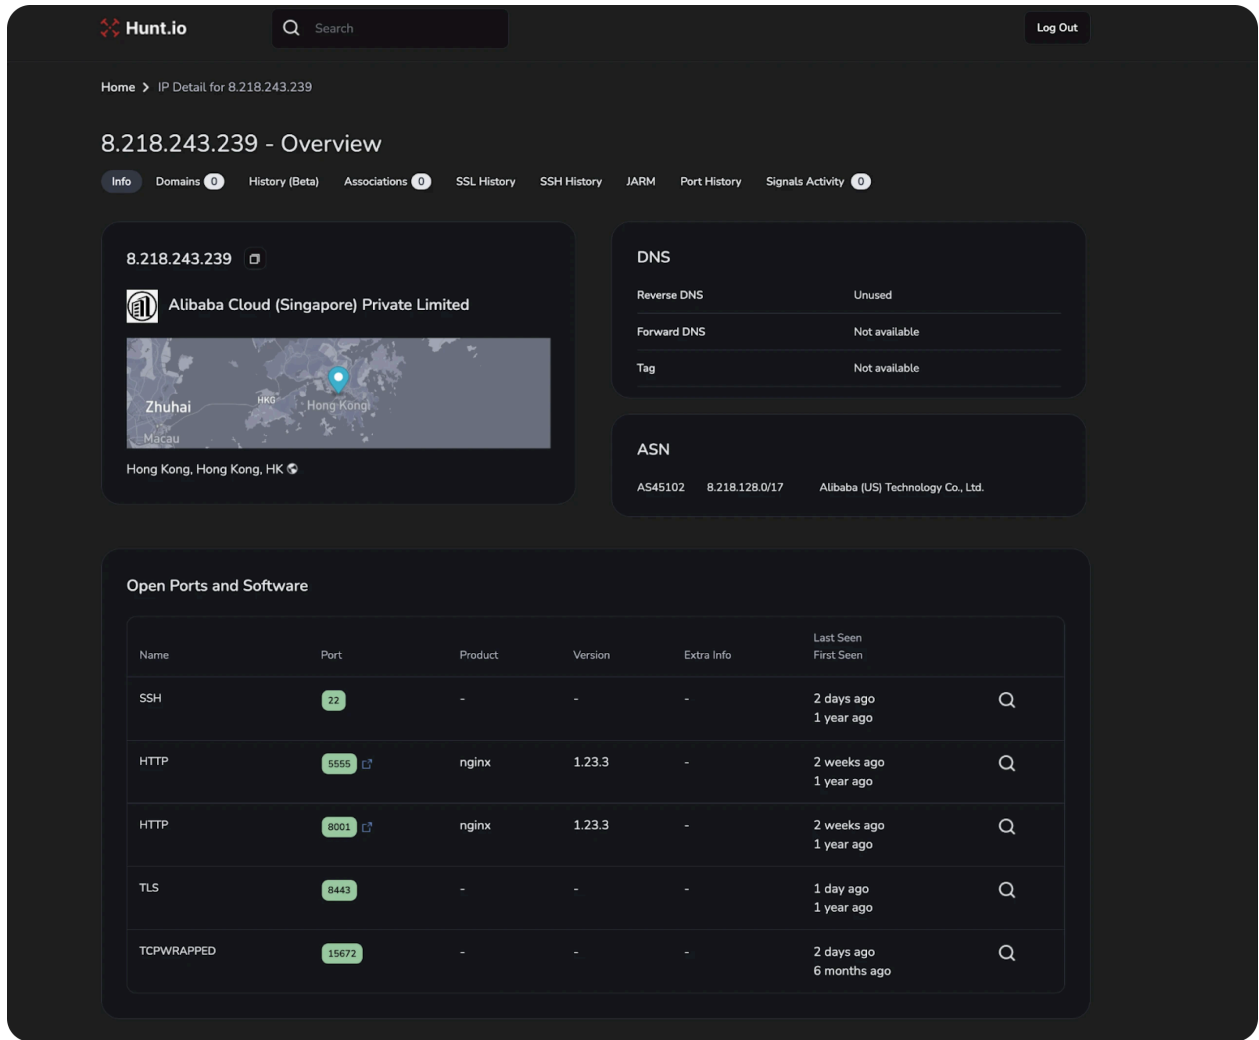 Hunt.io
Search
Log Out
Home > IP Detail for 8.218.243.239
8.218.243.239 - Overview
Info Domains 0 History (Beta) Associations 0 SSL History SSH History JARM Port History Signals Activity 0
8.218.243.239
Alibaba Cloud (Singapore) Private Limited
Zhuhai
HKG
Hong Kong
Macau
Hong Kong, Hong Kong, HK
DNS
Reverse DNS Unused
Forward DNS Not available
Tag Not available
ASN
AS45102 8.218.128.0/17 Alibaba (US) Technology Co., Ltd.
Open Ports and Software
Last Seen
Name Port Product Version Extra Info First Seen
SSH 22 - - - 2 days ago
1 year ago
HTTP 5555 nginx 1.23.3 - 2 weeks ago
1 year ago
HTTP 8001 nginx 1.23.3 - 2 weeks ago
1 year ago
TLS 8443 - - - 1 day ago
1 year ago
TCPWRAPPED 15672 - - - 2 days ago
6 months ago